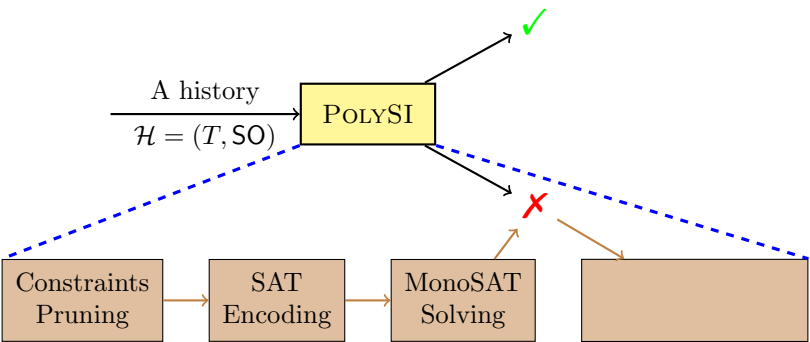 ✓
A history
POLYSI
H = (T, SO)
✗
Constraints
Pruning
SAT
Encoding
MonoSAT
Solving